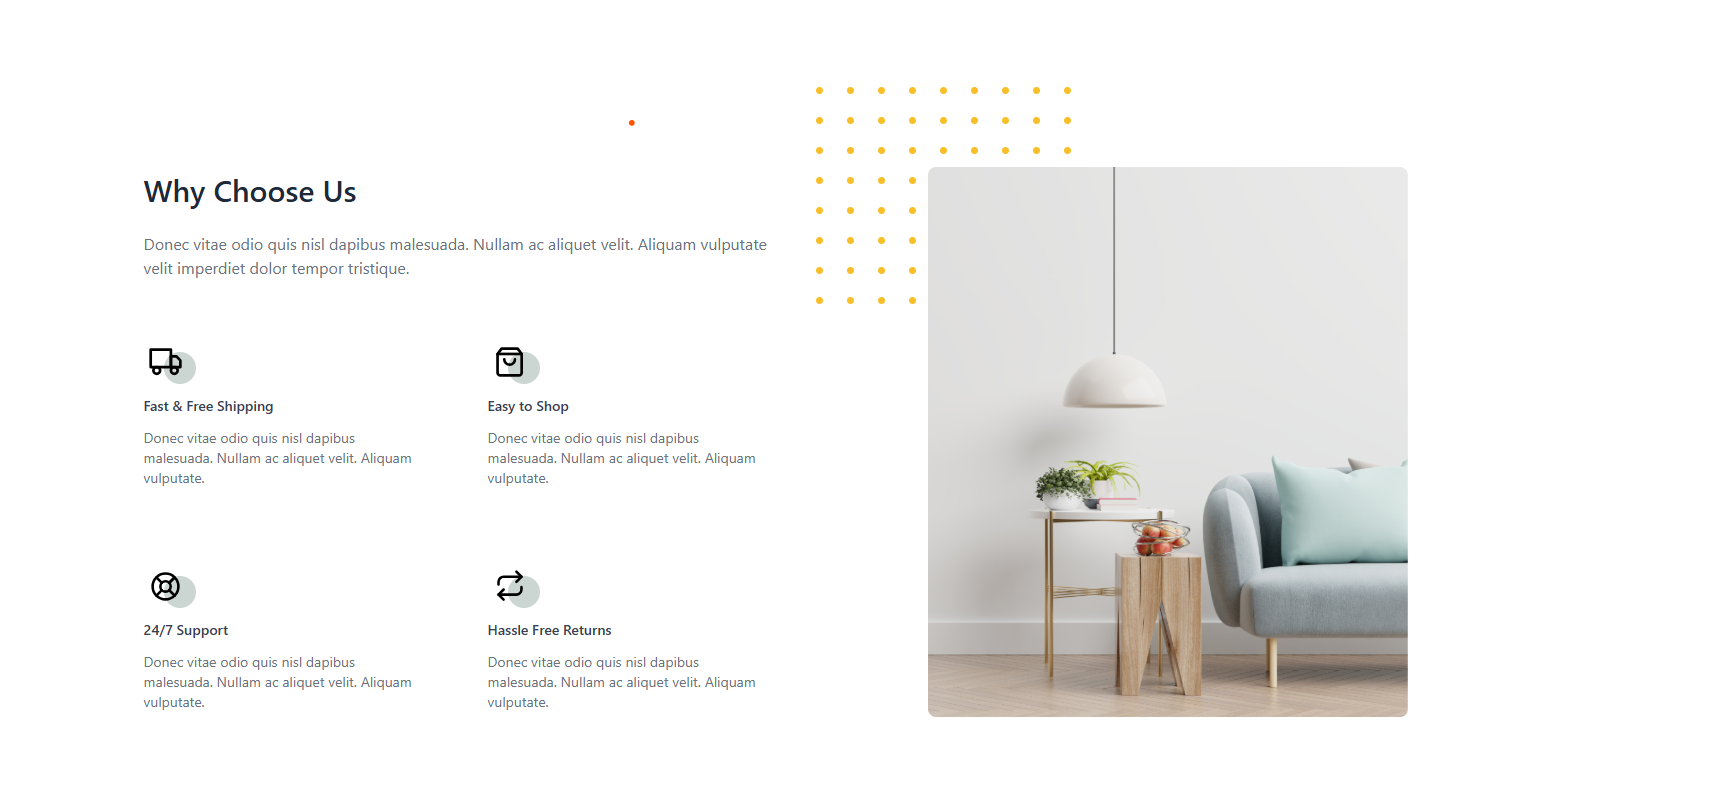 Why Choose Us
Donec vitae odio quis nisl dapibus malesuada. Nullam ac aliquet velit. Aliquam vulputate
velit imperdiet dolor tempor tristique.
Fast & Free Shipping
Donec vitae odio quis nisl dapibus
malesuada. Nullam ac aliquet velit. Aliquam
vulputate.
Easy to Shop
Donec vitae odio quis nisl dapibus
malesuada. Nullam ac aliquet velit. Aliquam
vulputate.
24/7 Support
Donec vitae odio quis nisl dapibus
malesuada. Nullam ac aliquet velit. Aliquam
vulputate.
Hassle Free Returns
Donec vitae odio quis nisl dapibus
malesuada. Nullam ac aliquet velit. Aliquam
vulputate.